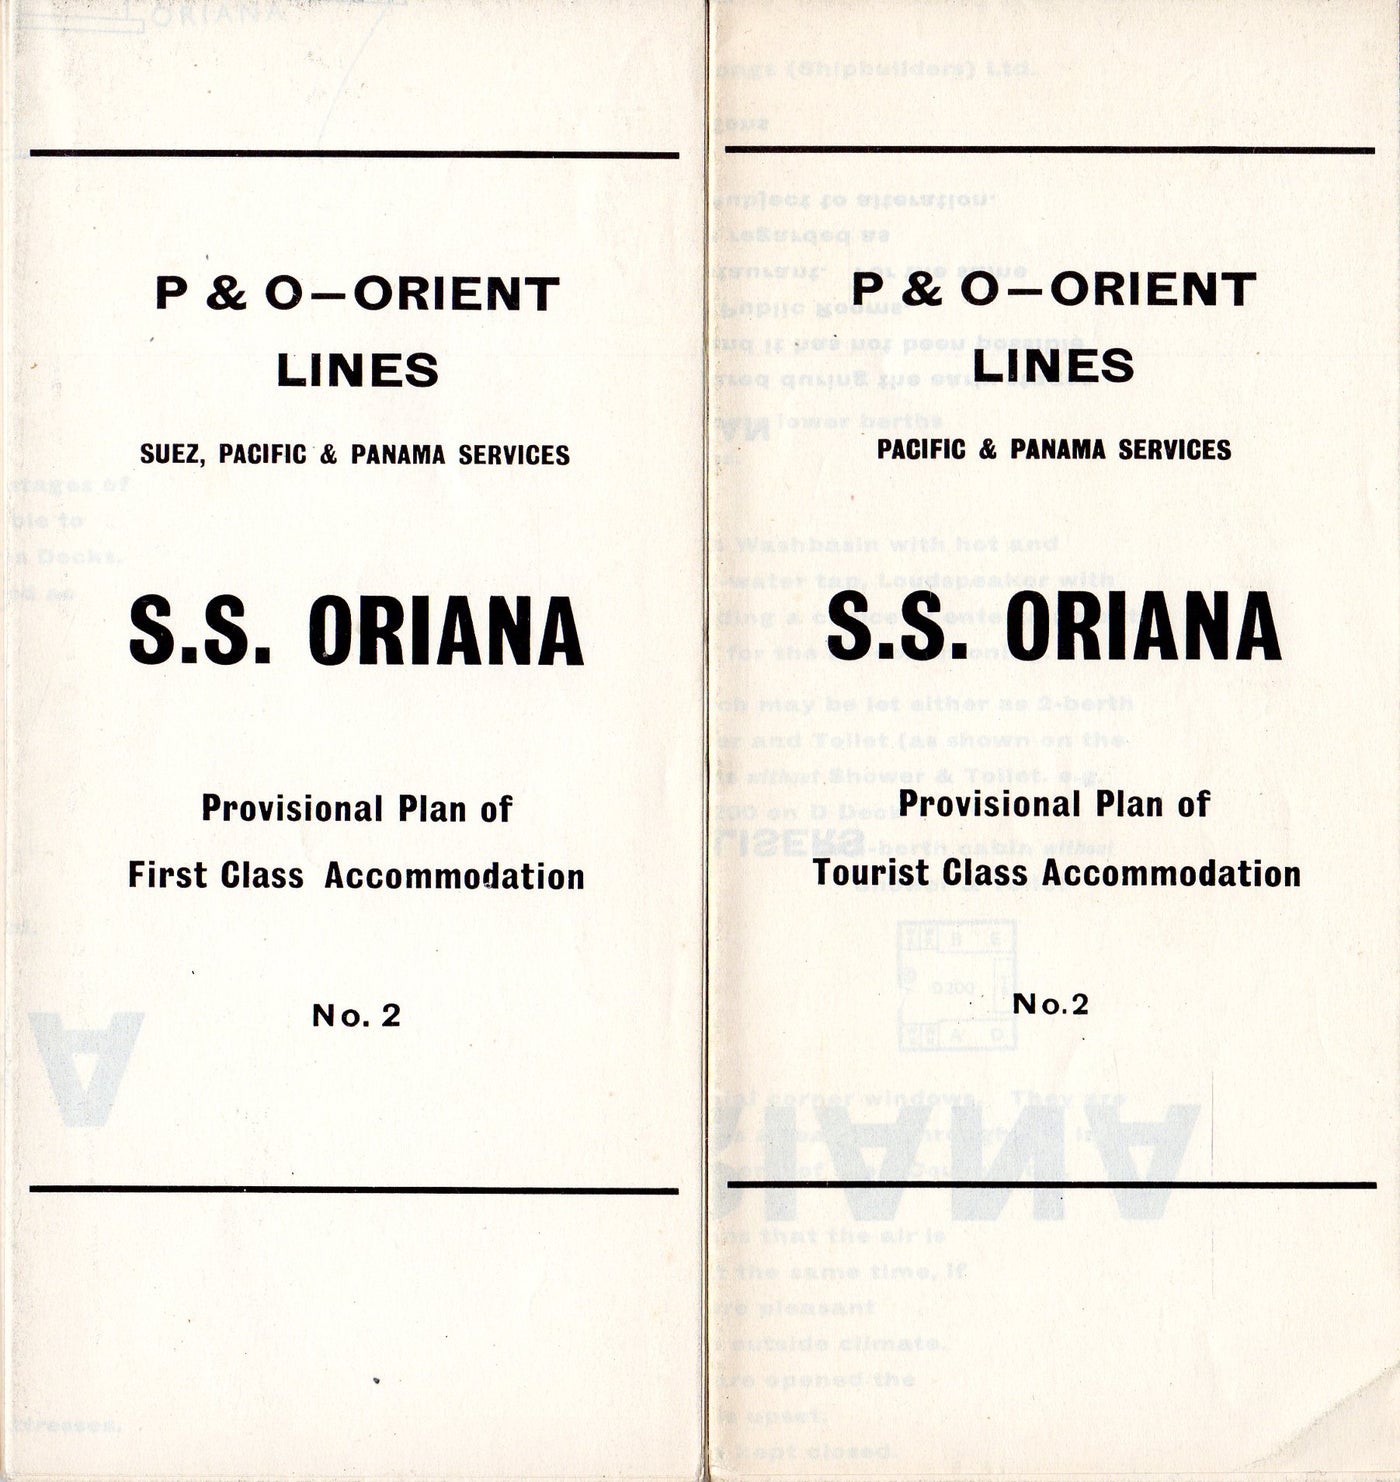 P & O—ORIENT
LINES
SUEZ, PACIFIC & PANAMA SERVICES
S.S. ORIANA
Provisional Plan of
First Class Accommodation
No. 2
P & O—ORIENT
LINES
PACIFIC & PANAMA SERVICES
S.S. ORIANA
Provisional Plan of
Tourist Class Accommodation
No.2